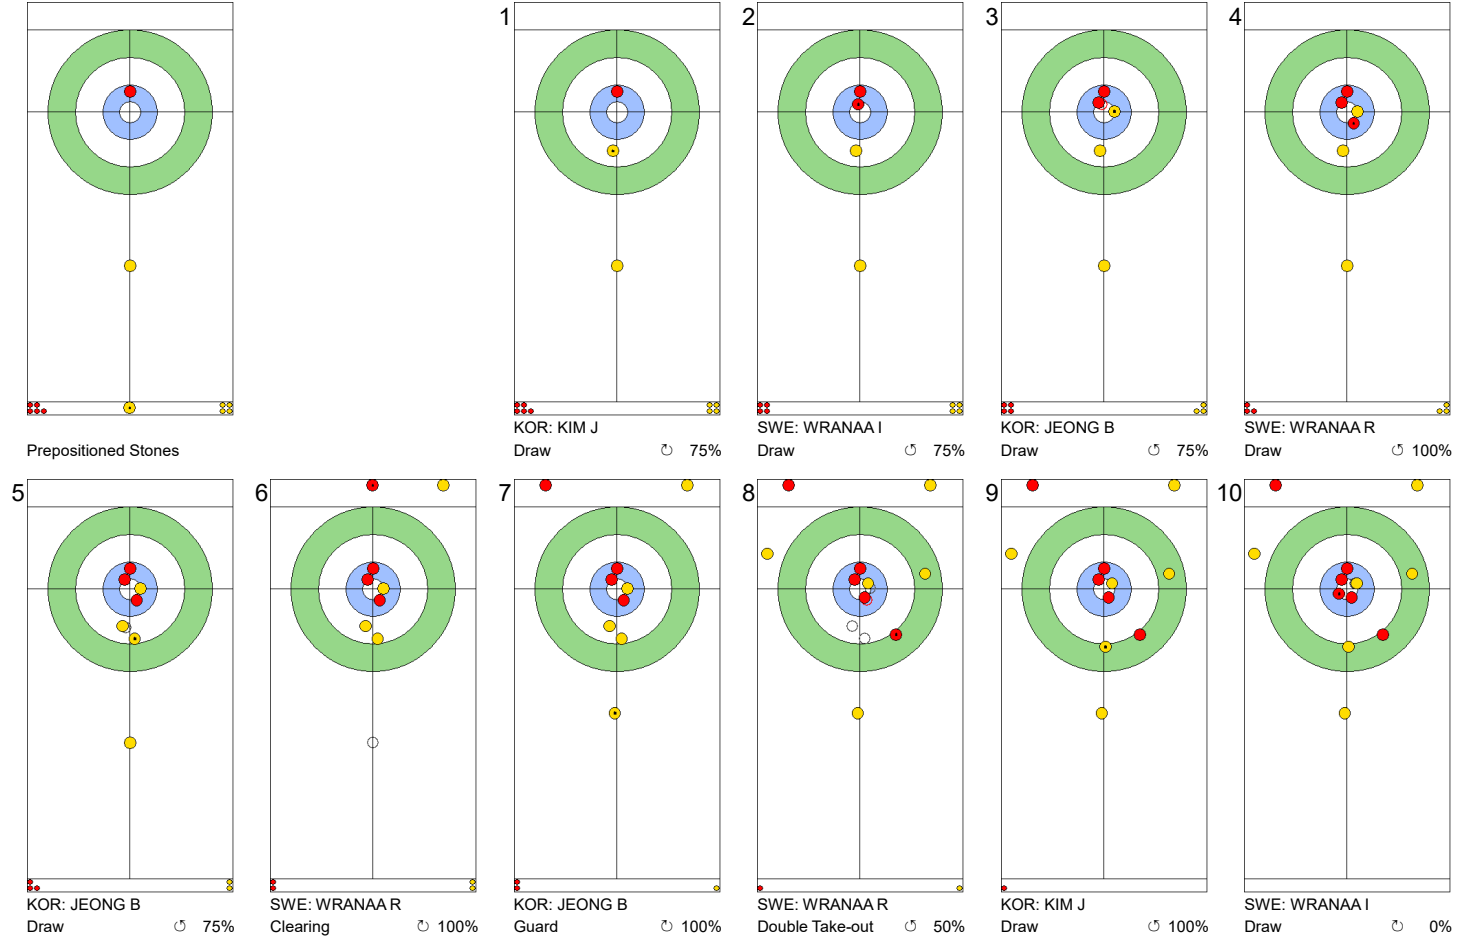 1
2
3
4
Prepositioned Stones
KOR: KIM J
Draw 75%
SWE: WRANAA I
Draw 75%
KOR: JEONG B
Draw 75%
SWE: WRANAA R
Draw 100%
5
6
7
8
9
10
KOR: JEONG B
Draw 75%
SWE: WRANAA R
Clearing 100%
KOR: JEONG B
Guard 100%
SWE: WRANAA R
Double Take-out 50%
KOR: KIM J
Draw 100%
SWE: WRANAA I
Draw 0%